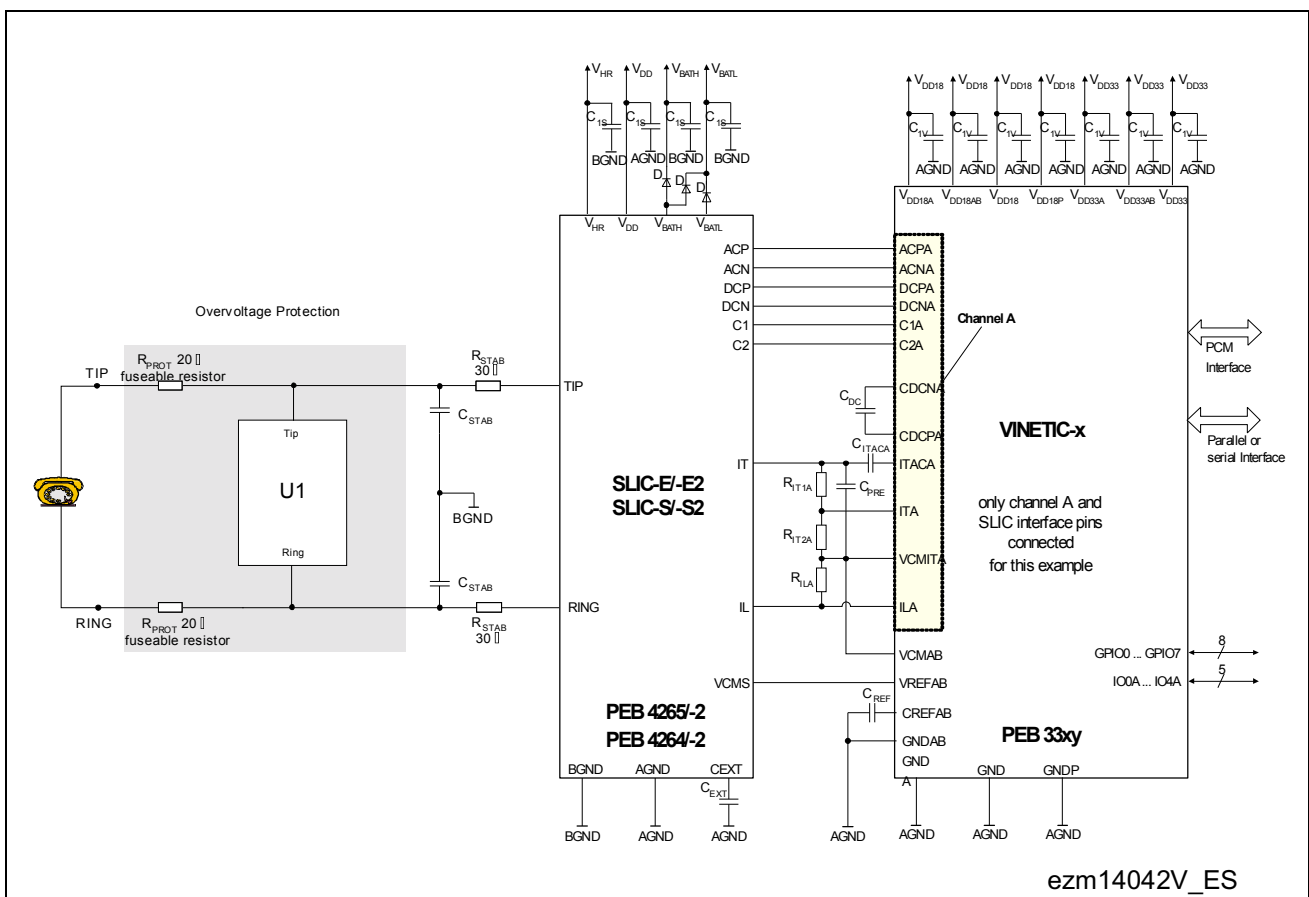 VHR VDD VBATH VBATL
C1S C1S C1S C1S
BGND AGND BGND BGND
D D D
VHR VDD VBATH VBATL
VDD18 VDD18 VDD18 VDD18 VDD33 VDD33 VDD33
C1V C1V C1V C1V C1V C1V C1V
AGND AGND AGND AGND AGND AGND AGND
VDD18A VDD18AB VDD18 VDD18P VDD33A VDD33AB VDD33
Overvoltage Protection
RPROT 20 ▯
fuseable resistor
TIP
RSTAB
30 ▯
TIP
CSTAB
Tip
U1
Ring
BGND
CSTAB
RING
RPROT 20 ▯
fuseable resistor
RSTAB
30 ▯
RING
ACP
ACN
DCP
DCN
C1
C2
IT
IL
VCMS
SLIC-E/-E2
SLIC-S/-S2
PEB 4265/-2
PEB 4264/-2
BGND AGND CEXT
CEXT
BGND AGND AGND
CDC
CITACA
RIT1A
CPRE
RIT2A
RILA
CREF
AGND
ACPA
ACNA
DCPA
DCNA
C1A
C2A
CDCNA
CDCPA
ITACA
ITA
VCMITA
ILA
VCMAB
VREFAB
CREFAB
GNDAB
GND
A
GND GNDP
AGND AGND AGND
Channel A
VINETIC-x
only channel A and
SLIC interface pins
connected
for this example
PEB 33xy
PCM
Interface
Parallel or
serial Interface
GPIO0 ... GPIO7
8
IO0A ... IO4A
5
ezm14042V_ES